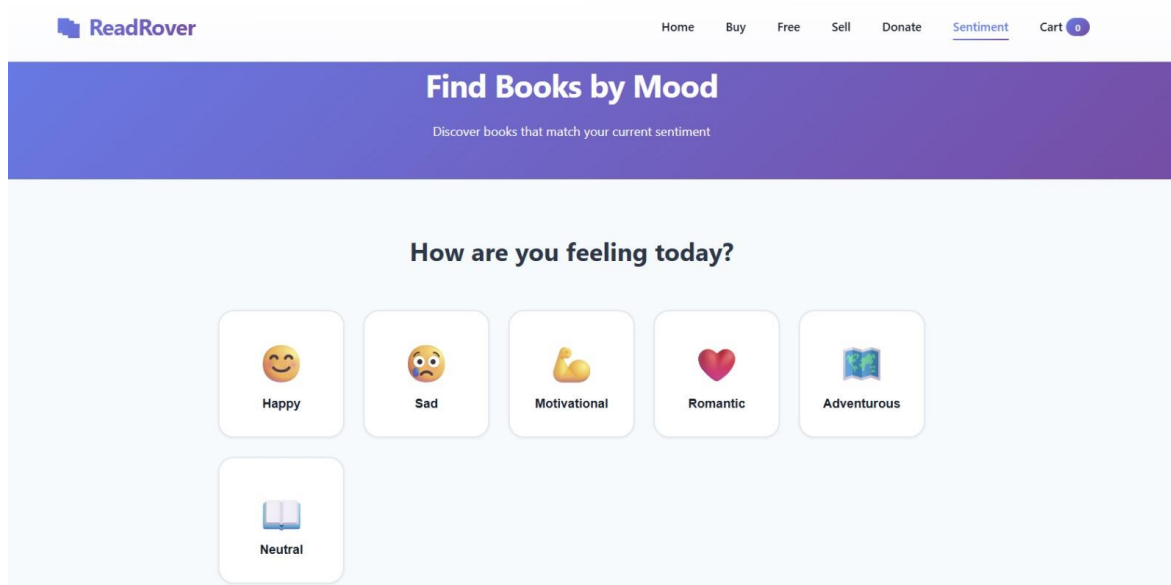 ReadRover
Home Buy Free Sell Donate Sentiment Cart 0
Find Books by Mood
Discover books that match your current sentiment
How are you feeling today?
Happy Sad Motivational Romantic Adventurous
Neutral